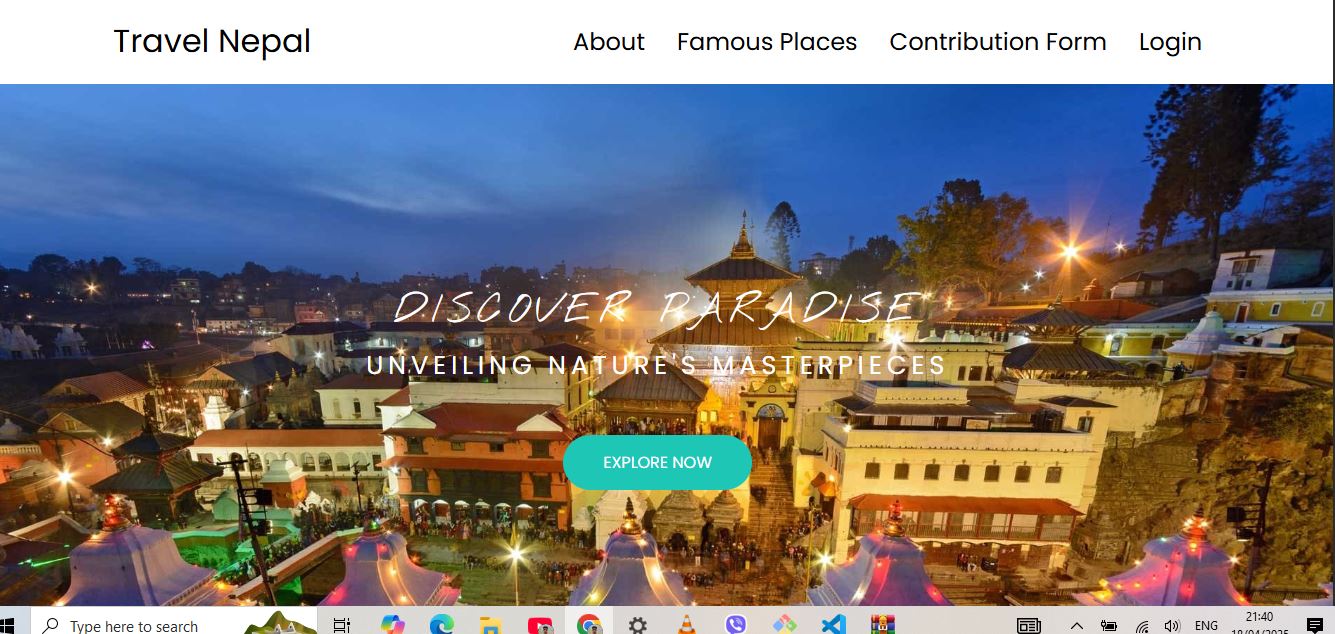 Travel Nepal About Famous Places Contribution Form Login
DISCOVER PARADISE
UNVEILING NATURE'S MASTERPIECES
EXPLORE NOW
Type here to search ENG 21:40